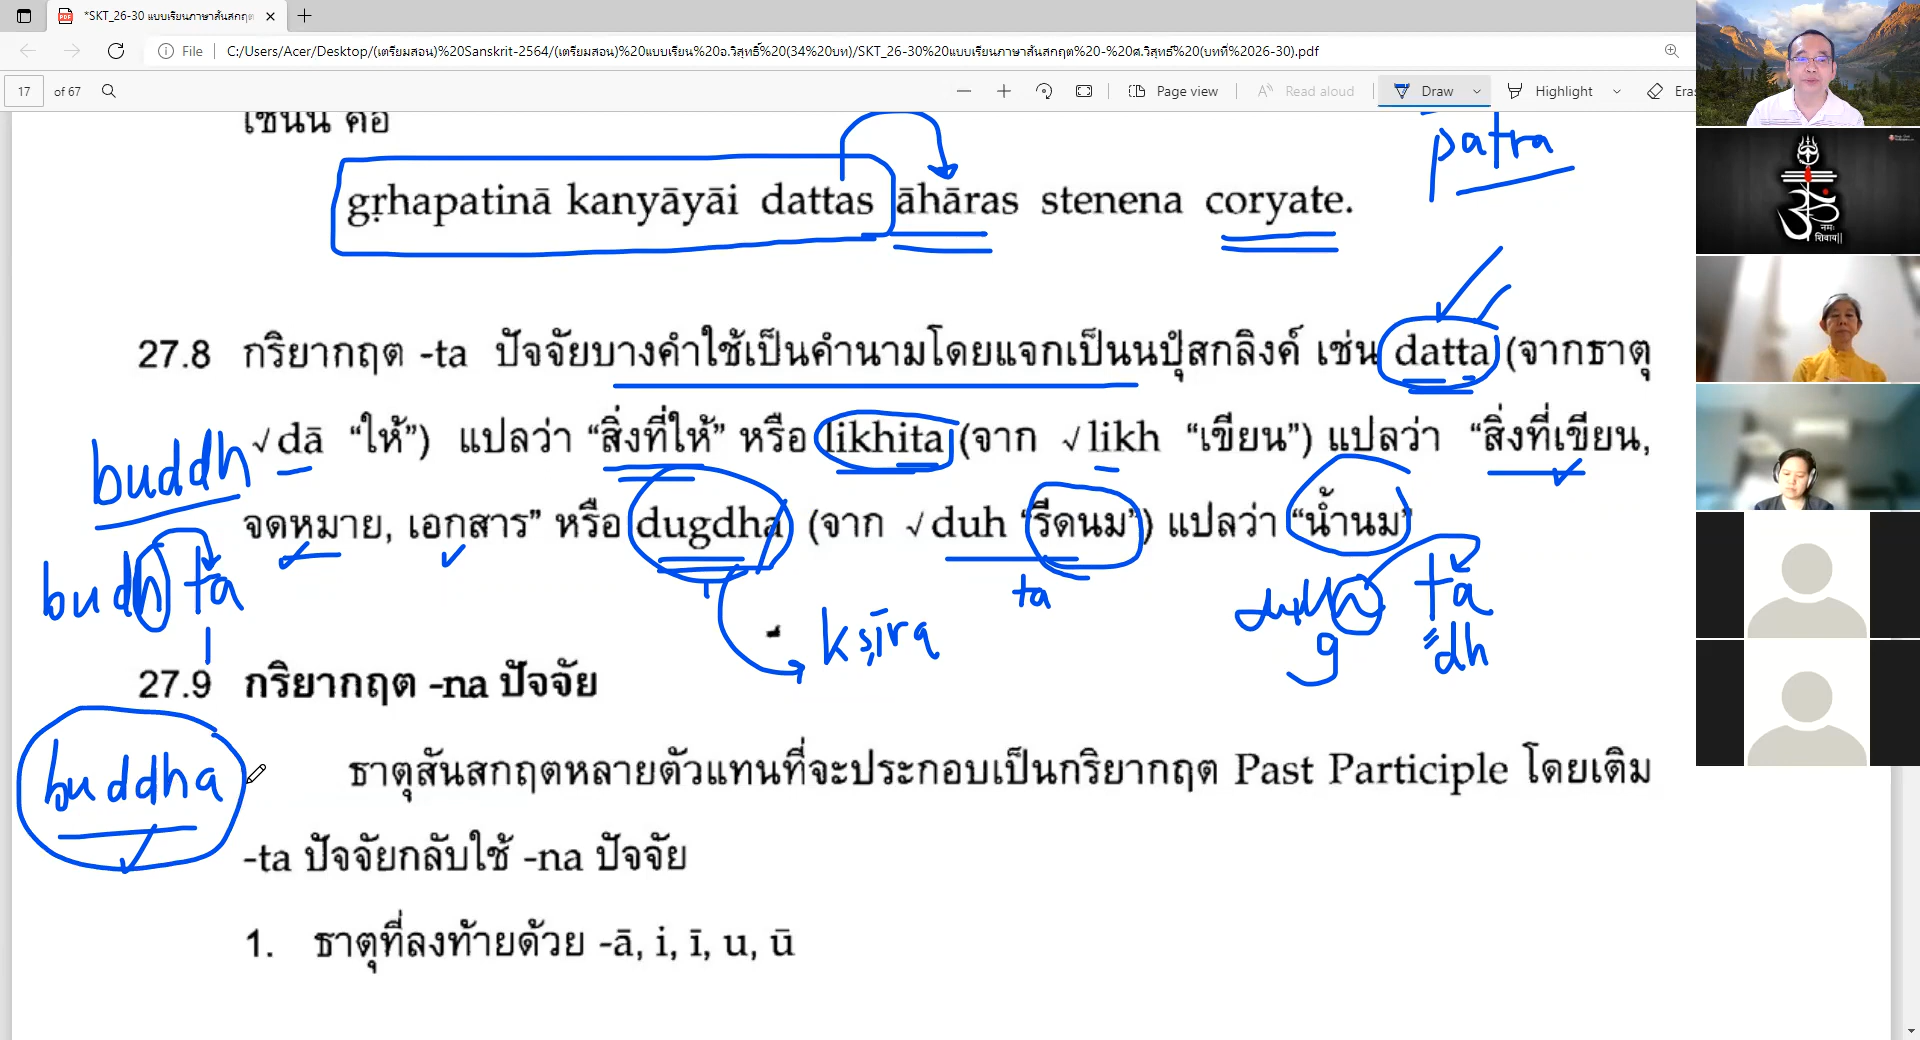 *SKT_26-30 แบบเรียนภาษาสันสกฤต
File
C:/Users/Acer/Desktop/(เตรียมสอน)%20Sanskrit-2564/(เตรียมสอน)%20แบบเรียน%20อ.วิสุทธิ์%20(34%20บท)/SKT_26-30%20แบบเรียนภาษาสันสกฤต%20-%20ศ.วิสุทธ์%20(บทที่%2026-30).pdf
17 of 67 Page view Read aloud Draw Highlight Eras
เช่นนี้ คือ
patra
gṛhapatinā kanyāyāi dattas āhāras stenena coryate.
27.8 กริยากฤต -ta ปัจจัยบางคำใช้เป็นคำนามโดยแจกเป็นนปุํสกลิงค์ เช่น datta (จากธาตุ
√dā “ให้”) แปลว่า “สิ่งที่ให้” หรือ likhita (จาก √likh “เขียน”) แปลว่า “สิ่งที่เขียน,
buddh
จดหมาย, เอกสาร” หรือ dugdha (จาก √duh “รีดนม”) แปลว่า “น้ำนม”
budh ta
ta
ta
kṣīra
g dh
27.9 กริยากฤต -na ปัจจัย
buddha
ธาตุสันสกฤตหลายตัวแทนที่จะประกอบเป็นกริยากฤต Past Participle โดยเติม
-ta ปัจจัยกลับใช้ -na ปัจจัย
1. ธาตุที่ลงท้ายด้วย -ā, i, ī, u, ū
नमः
शिवाय||